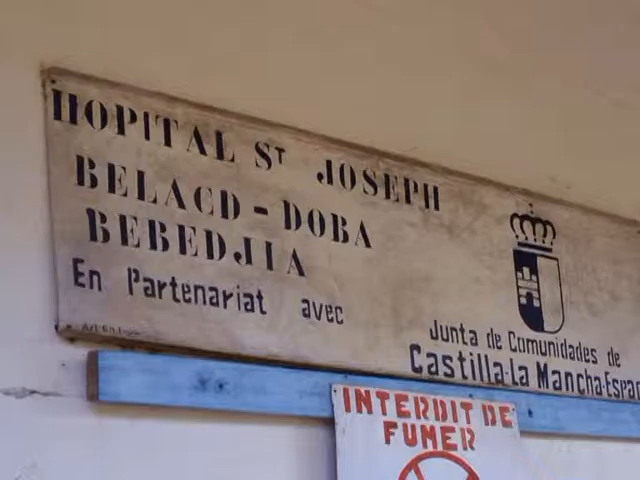 HOPITAL ST JOSEPH
BELACD - DOBA
BEBEDJIA
En Partenariat avec
Junta de Comunidades de
Castilla-La Mancha-Espa
INTERDIT DE
FUMER